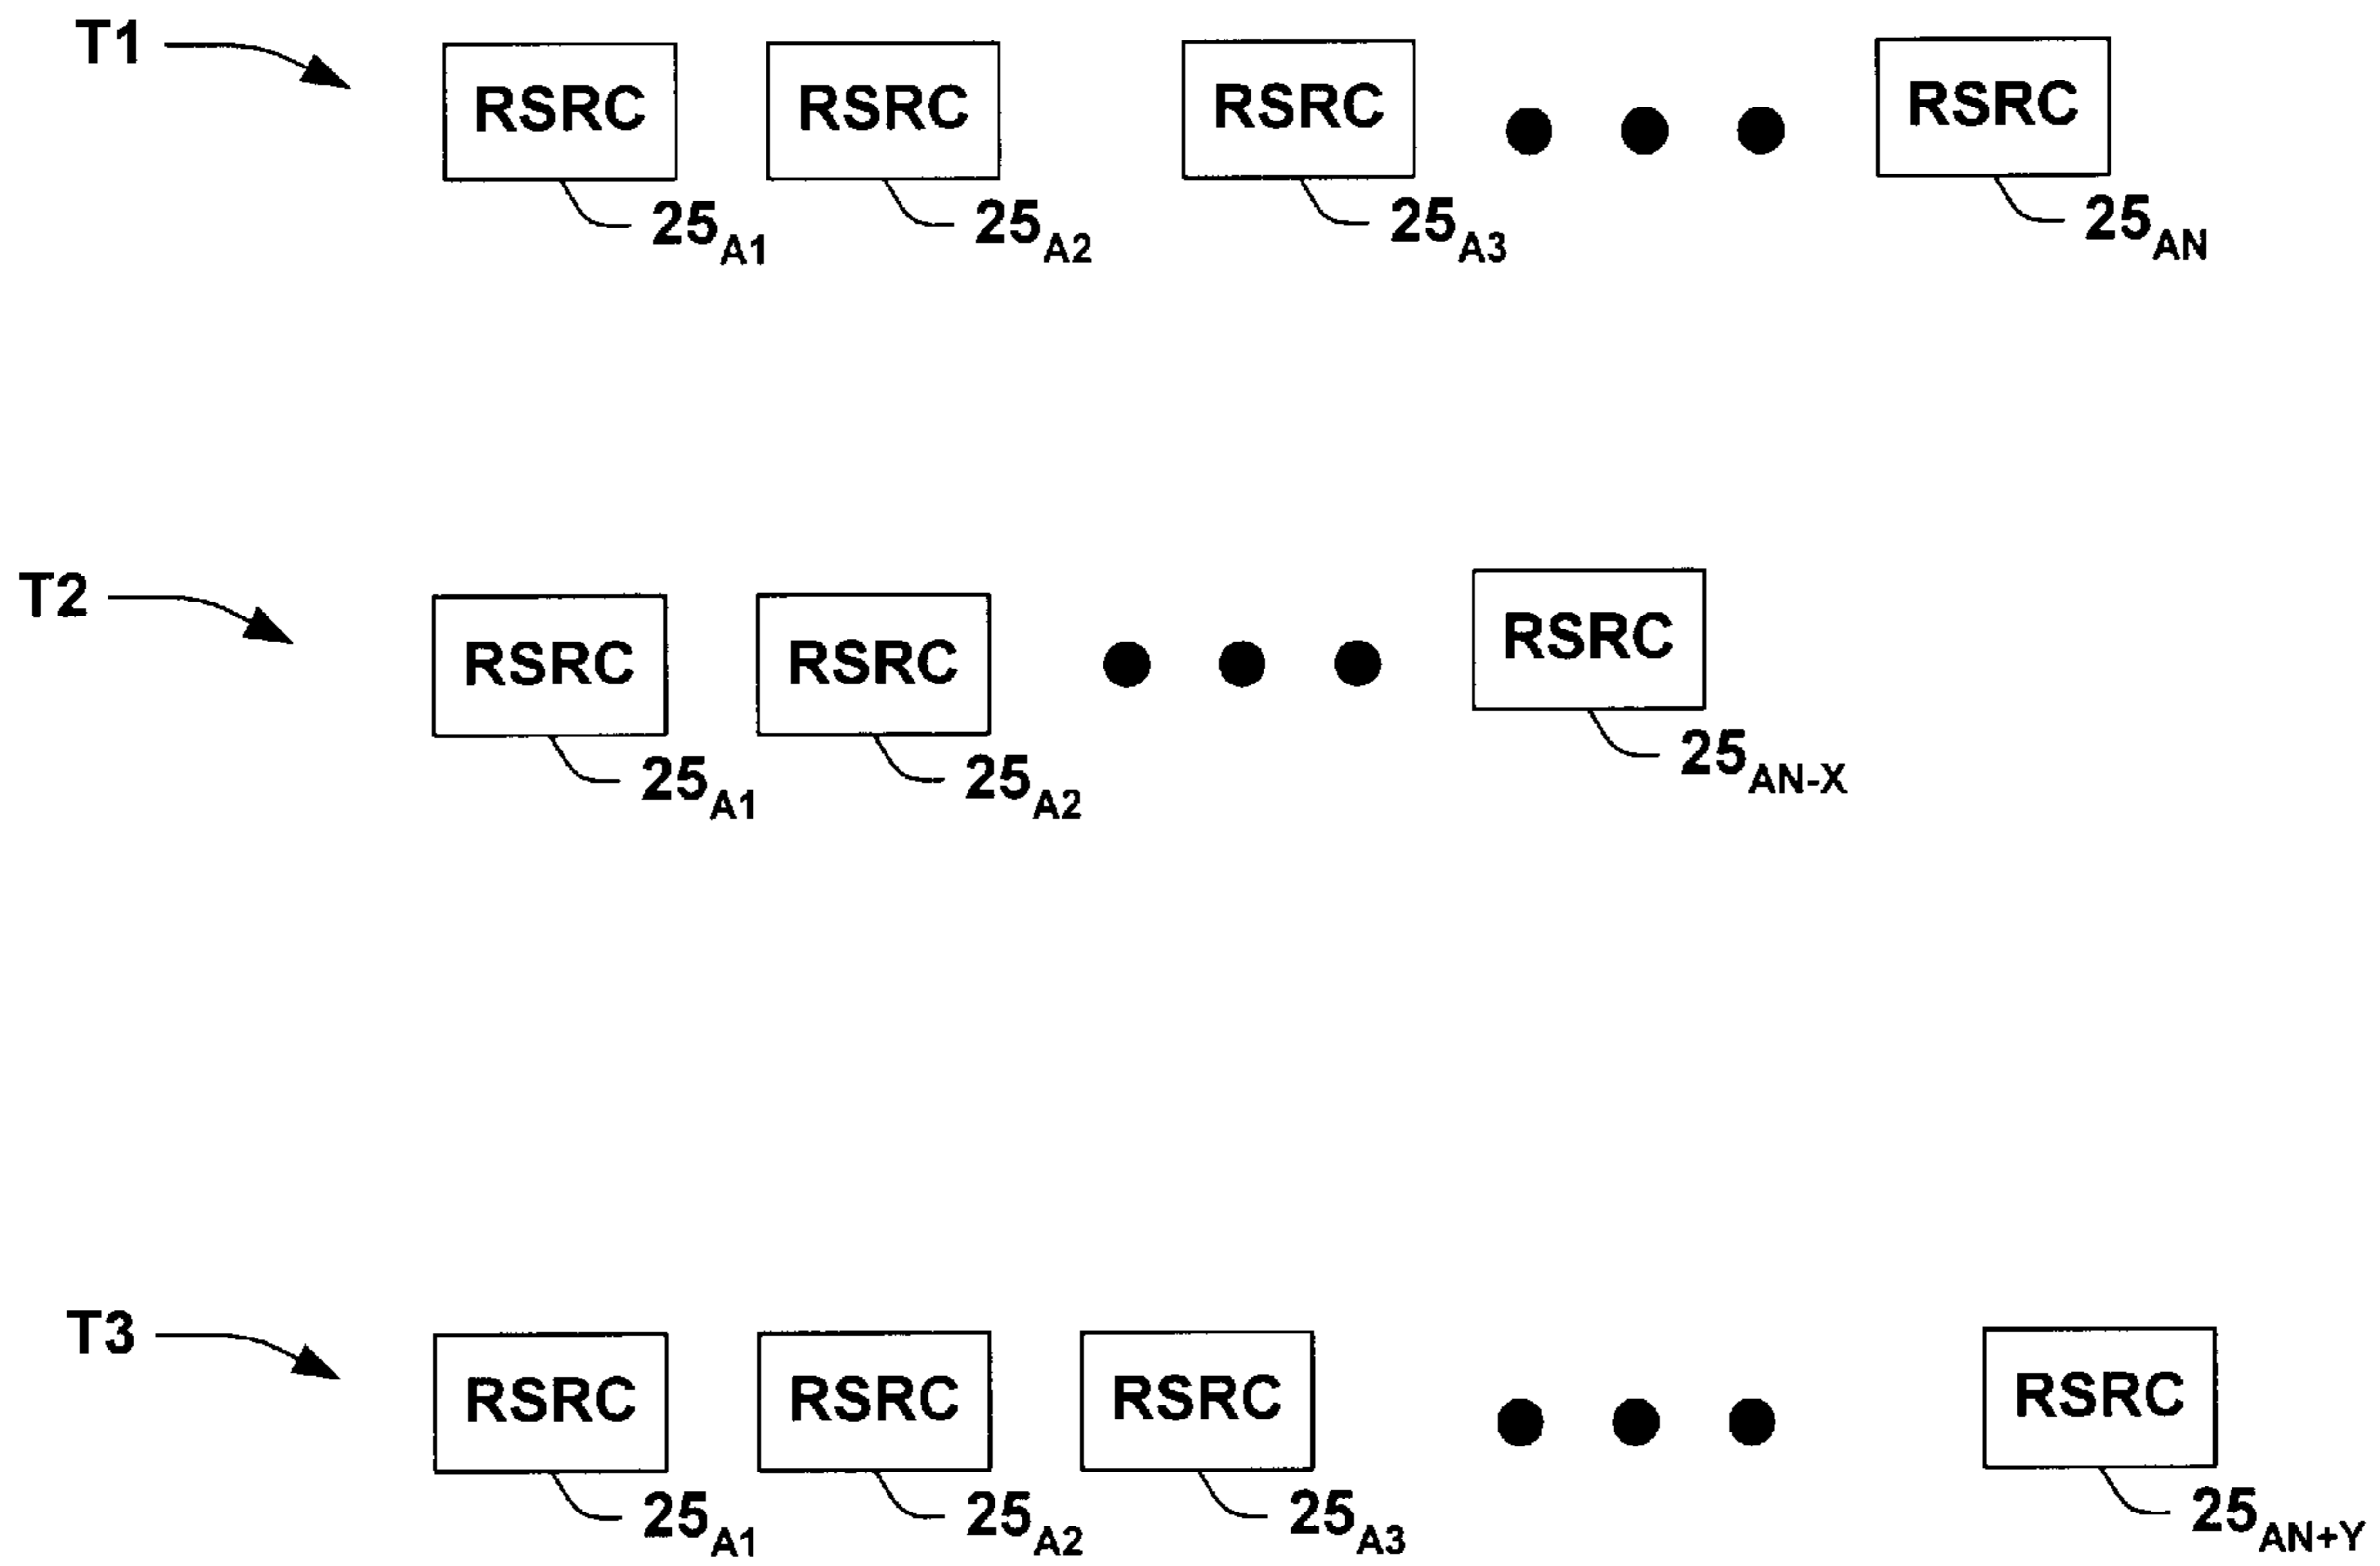 T1
RSRC RSRC RSRC RSRC
25A1 25A2 25A3 25AN
T2
RSRC RSRC RSRC
25A1 25A2 25AN-X
T3
RSRC RSRC RSRC RSRC
25A1 25A2 25A3 25AN+Y